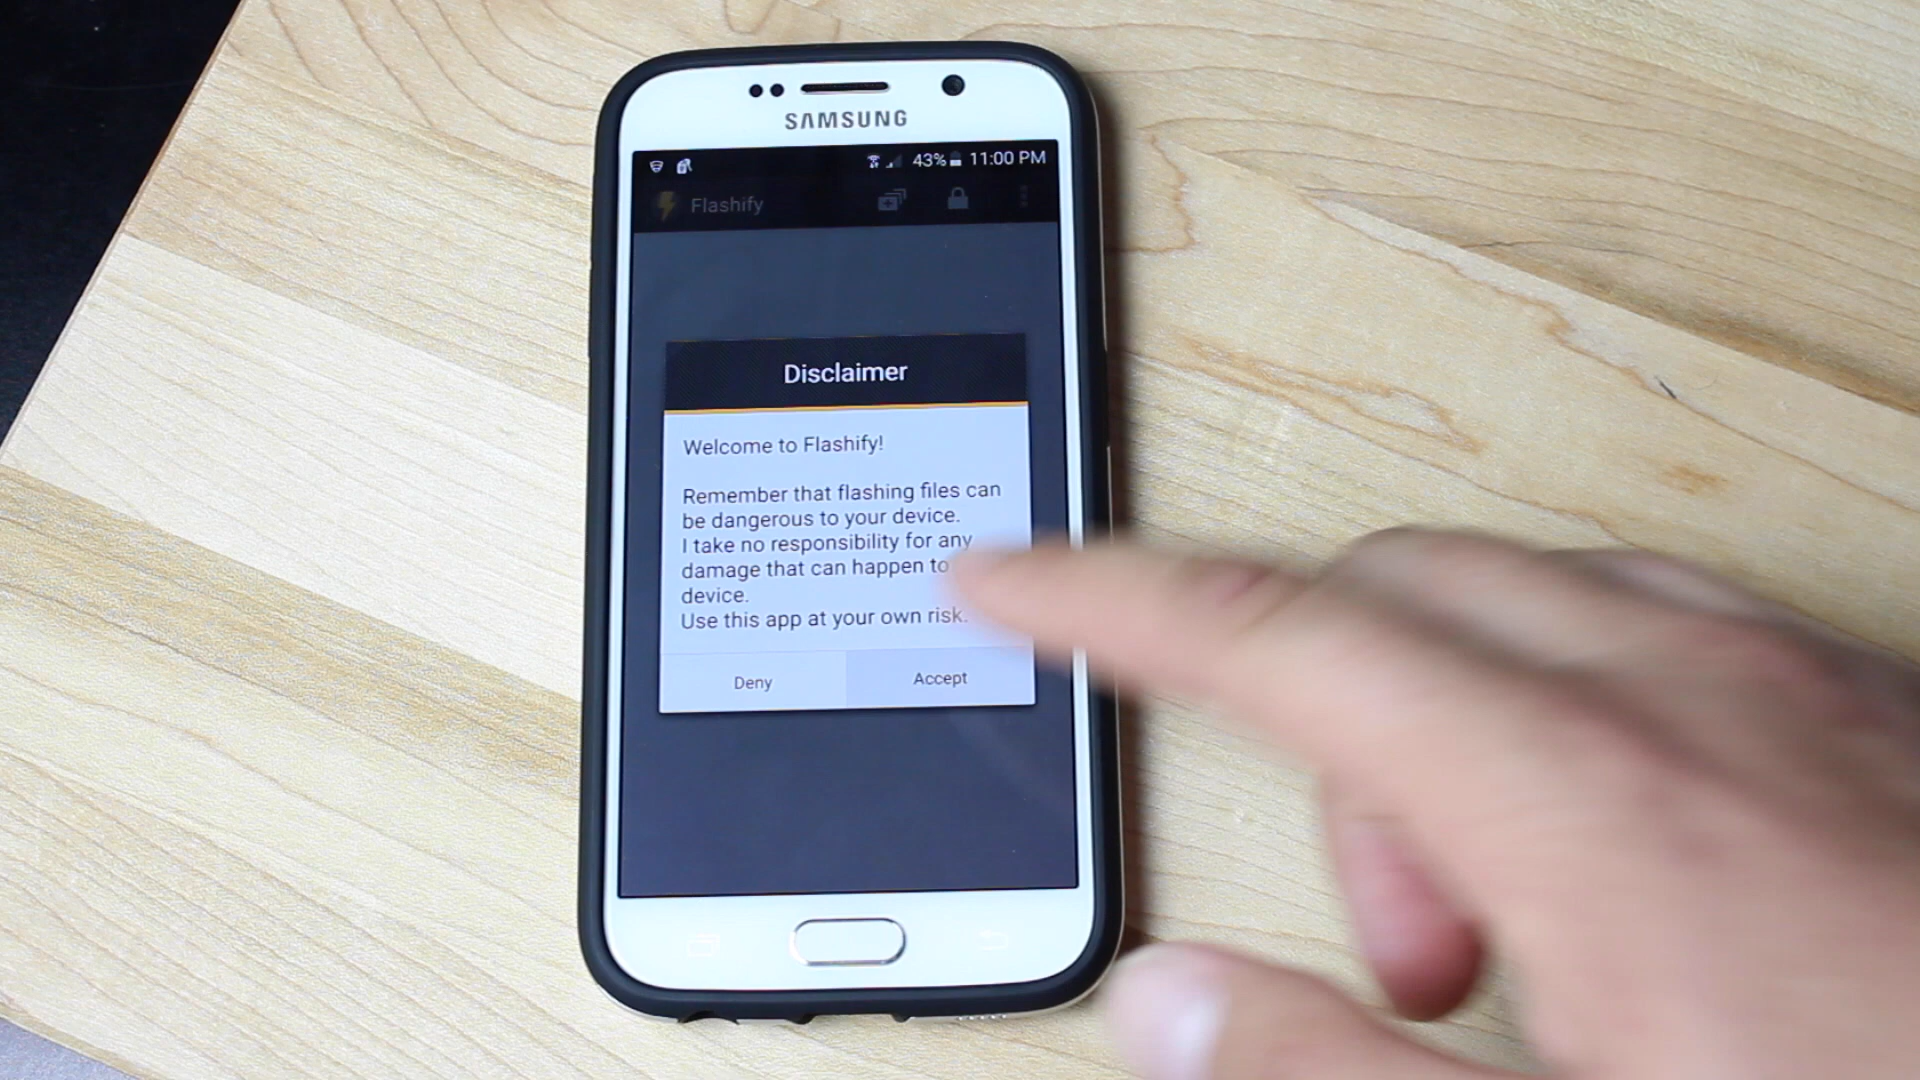 SAMSUNG
43% 11:00 PM
Flashify
Disclaimer
Welcome to Flashify!
Remember that flashing files can
be dangerous to your device.
I take no responsibility for any
damage that can happen to
device.
Use this app at your own risk.
Deny
Accept